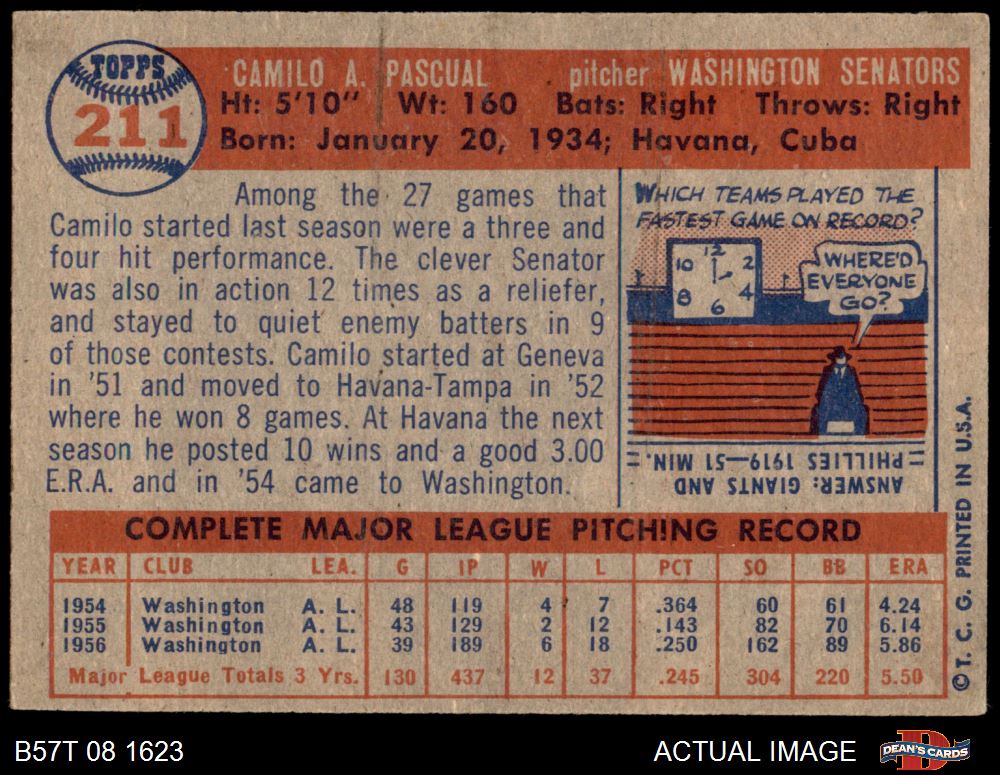 TOPPS
211
CAMILO A. PASCUAL pitcher WASHINGTON SENATORS
Ht: 5'10" Wt: 160 Bats: Right Throws: Right
Born: January 20, 1934; Havana, Cuba
Among the 27 games that
Camilo started last season were a three and
four hit performance. The clever Senator
was also in action 12 times as a reliefer,
and stayed to quiet enemy batters in 9
of those contests. Camilo started at Geneva
in '51 and moved to Havana-Tampa in '52
where he won 8 games. At Havana the next
season he posted 10 wins and a good 3.00
E.R.A. and in '54 came to Washington.
WHICH TEAMS PLAYED THE
FASTEST GAME ON RECORD?
12
10 2
8 4
6
WHERE'D
EVERYONE
GO?
ANSWER: GIANTS AND
PHILLIES 1919—51 MIN.
COMPLETE MAJOR LEAGUE PITCHING RECORD
YEAR CLUB LEA. G IP W L PCT SO BB ERA
1954 Washington A. L. 48 119 4 7 .364 60 61 4.24
1955 Washington A. L. 43 129 2 12 .143 82 70 6.14
1956 Washington A. L. 39 189 6 18 .250 162 89 5.86
Major League Totals 3 Yrs. 130 437 12 37 .245 304 220 5.50
©T. C. G. PRINTED IN U.S.A.
B57T 08 1623 ACTUAL IMAGE
D
DEAN'S CARDS